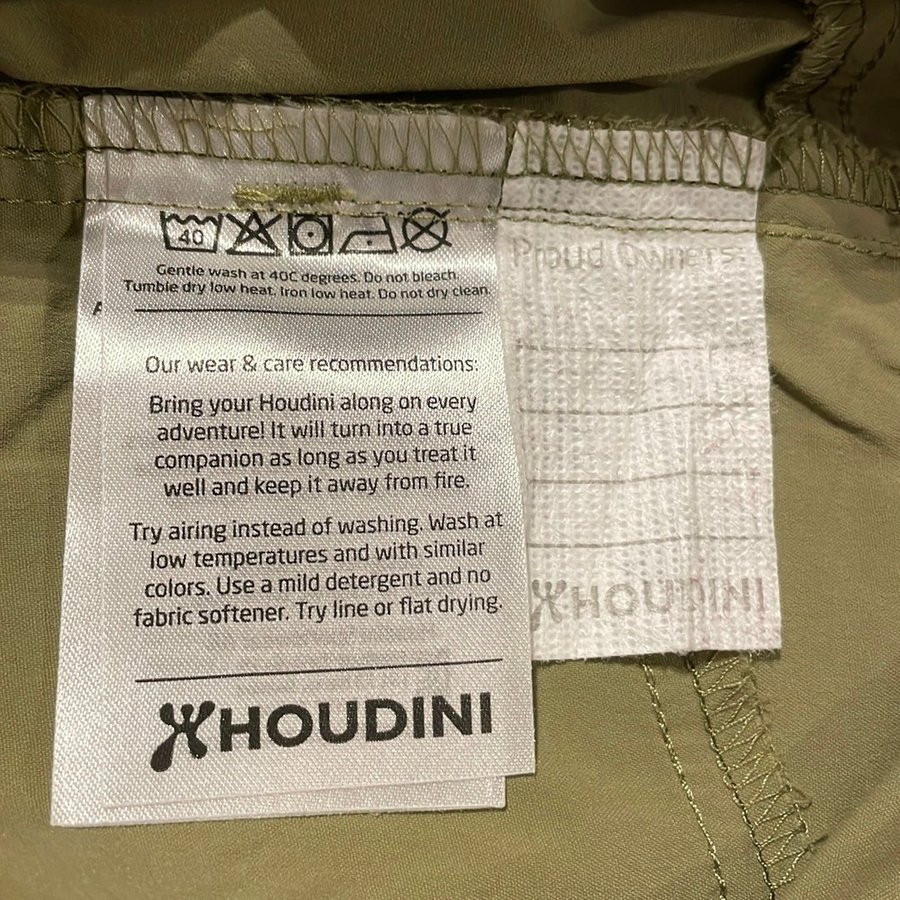 40
Gentle wash at 40C degrees. Do not bleach.
Tumble dry low heat. Iron low heat. Do not dry clean.
Our wear & care recommendations:
Bring your Houdini along on every
adventure! It will turn into a true
companion as long as you treat it
well and keep it away from fire.
Try airing instead of washing. Wash at
low temperatures and with similar
colors. Use a mild detergent and no
fabric softener. Try line or flat drying.
HOUDINI
Proud Owners:
HOUDINI